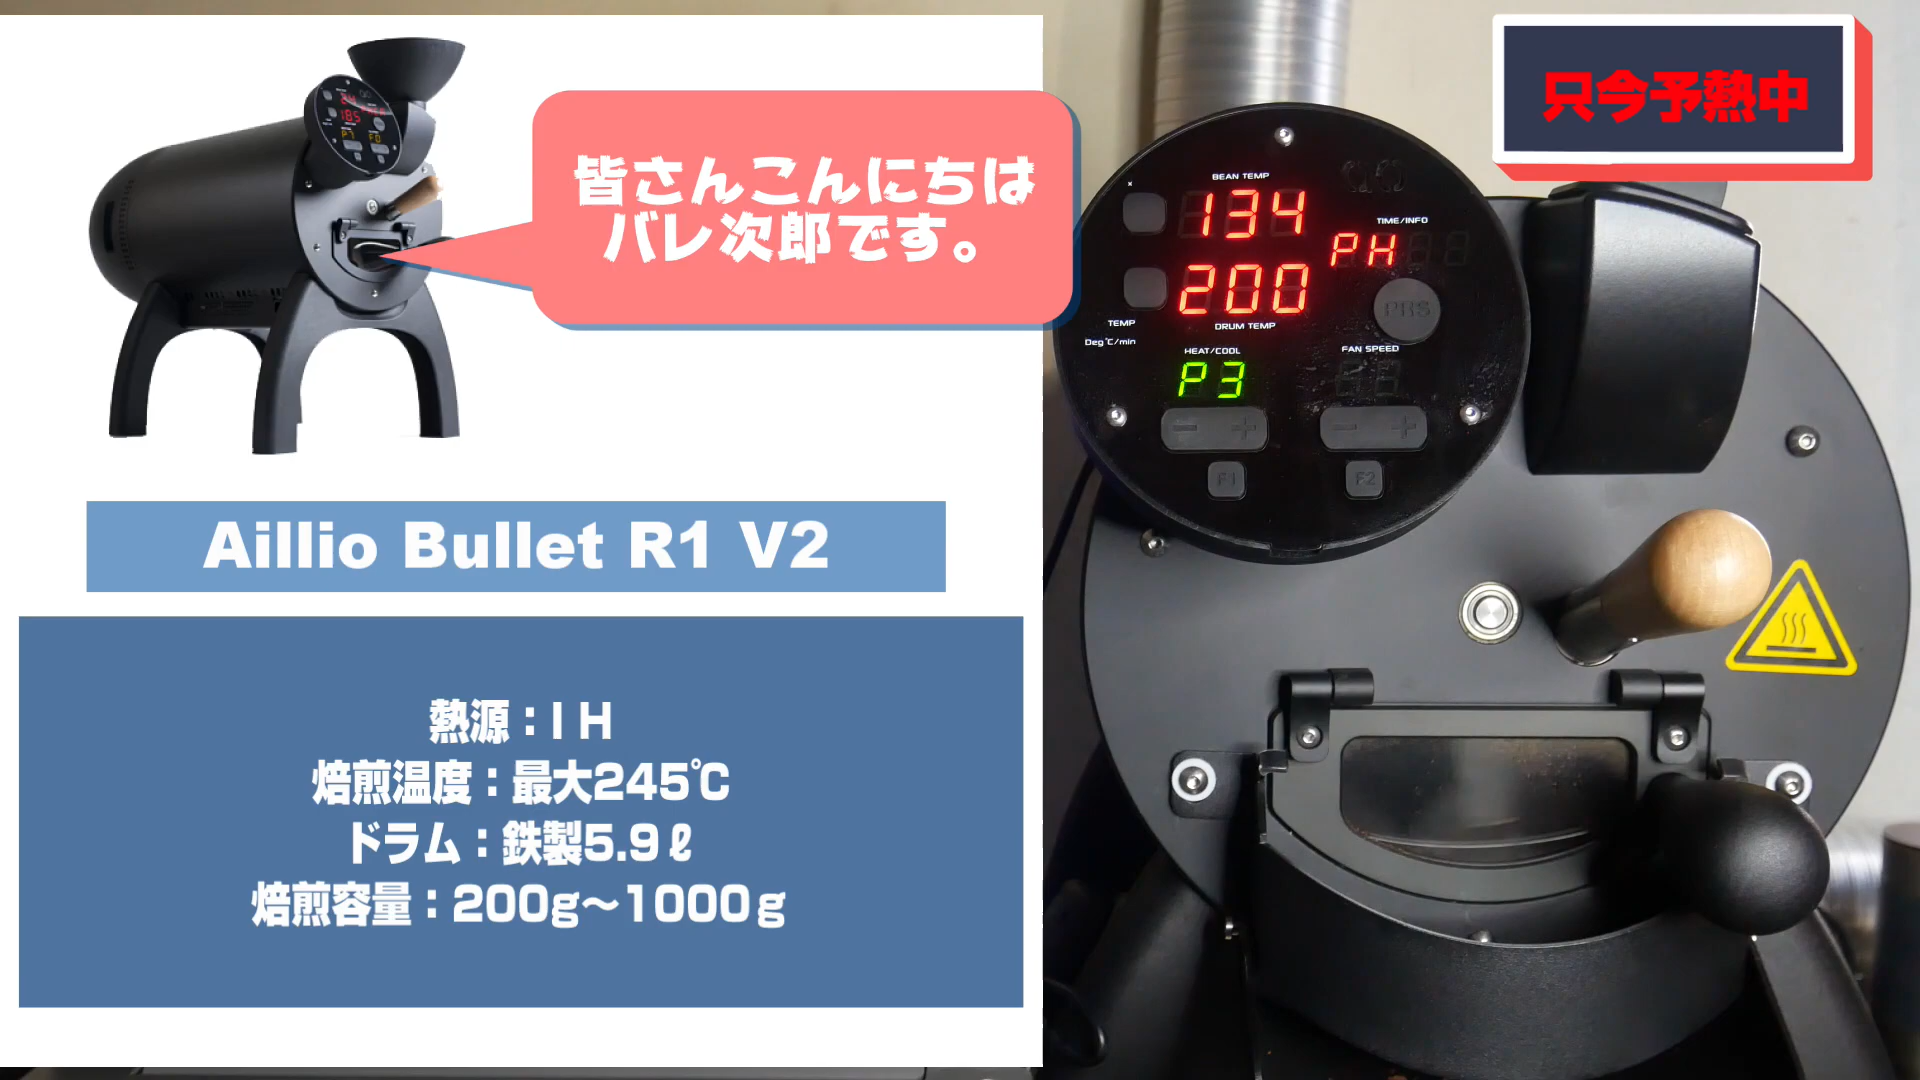 皆さんこんにちは
バレ次郎です。
Aillio Bullet R1 V2
熱源：IH
焙煎温度：最大245℃
ドラム：鉄製5.9ℓ
焙煎容量：200g～1000g
只今予熱中
BEAN TEMP
134
TIME/INFO
PH
200
PRS
TEMP
DRUM TEMP
Deg℃/min
HEAT/COOL
FAN SPEED
P3
- +
- +
F1
F2